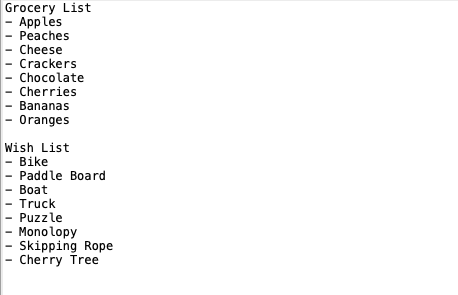 Grocery List
- Apples
- Peaches
- Cheese
- Crackers
- Chocolate
- Cherries
- Bananas
- Oranges

Wish List
- Bike
- Paddle Board
- Boat
- Truck
- Puzzle
- Monolopy
- Skipping Rope
- Cherry Tree